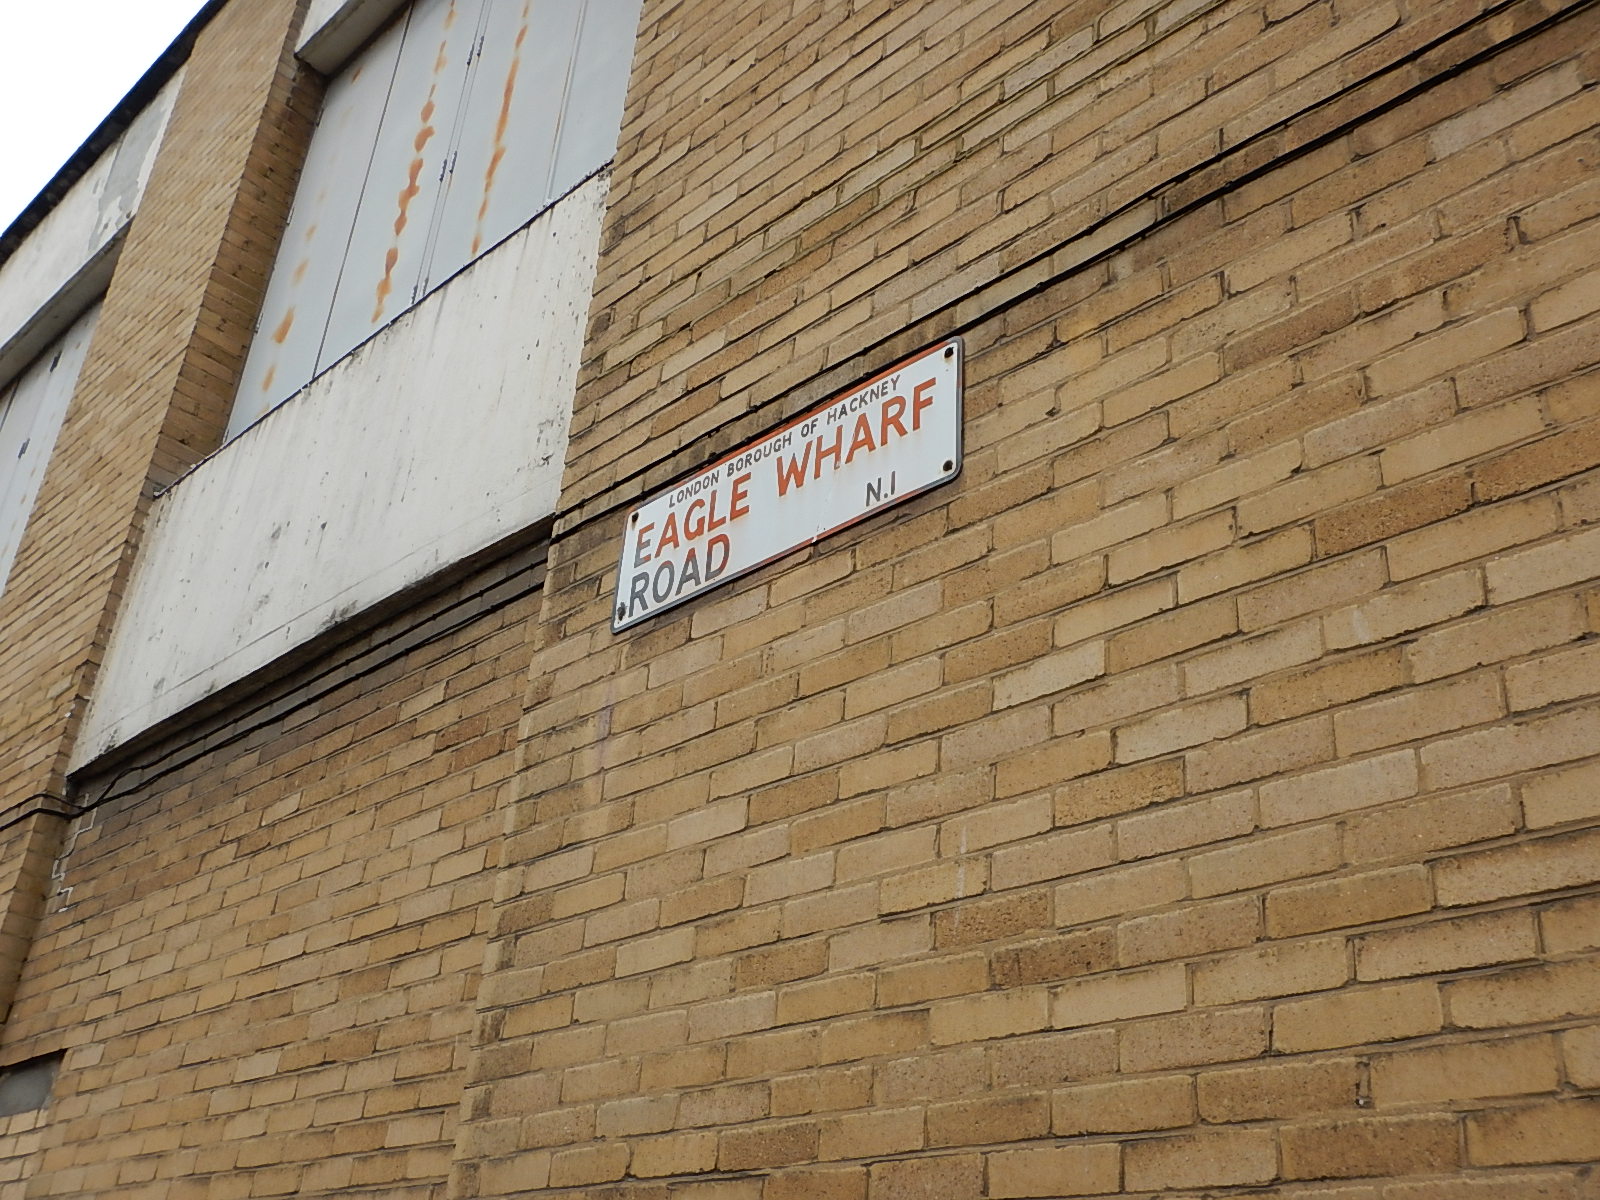 LONDON BOROUGH OF HACKNEY
EAGLE WHARF
ROAD
N.1